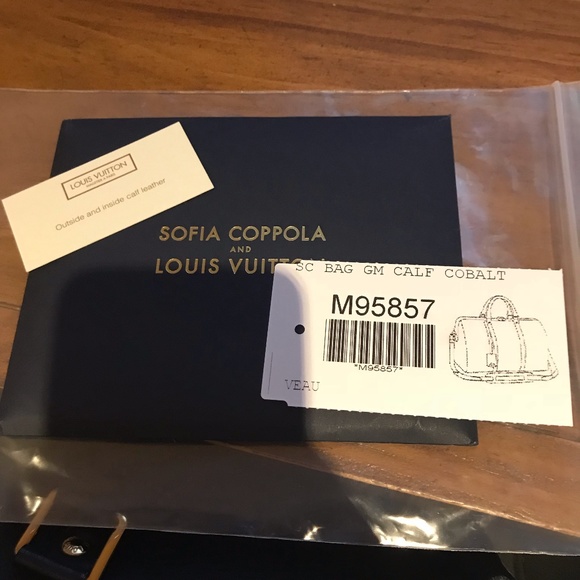 LOUIS VUITTON
Outside and inside calf leather
SOFIA COPPOLA
AND
LOUIS VUITTON
SC BAG GM CALF COBALT
M95857
*M95857*
VEAU